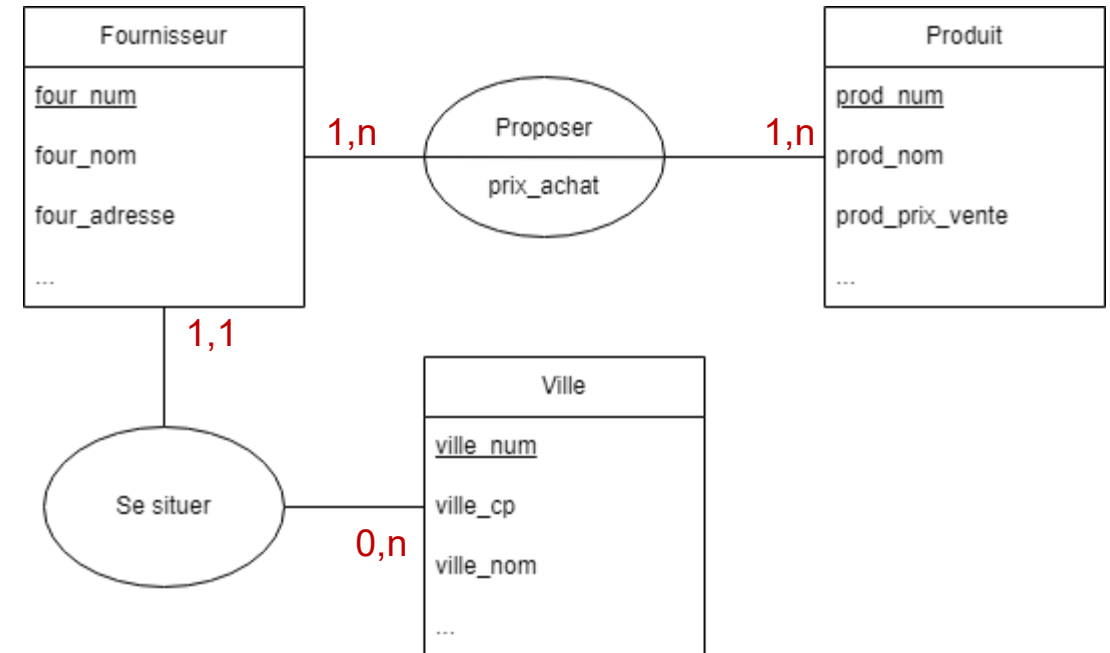 Fournisseur
four_num
four_nom
four_adresse
...
1,n
Proposer
prix_achat
1,n
Produit
prod_num
prod_nom
prod_prix_vente
...
1,1
Se situer
0,n
Ville
ville_num
ville_cp
ville_nom
...